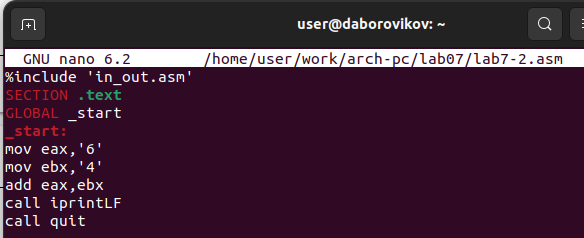 user@daborovikov: ~
GNU nano 6.2 /home/user/work/arch-pc/lab07/lab7-2.asm
%include 'in_out.asm'
SECTION .text
GLOBAL _start
_start:
mov eax,'6'
mov ebx,'4'
add eax,ebx
call iprintLF
call quit